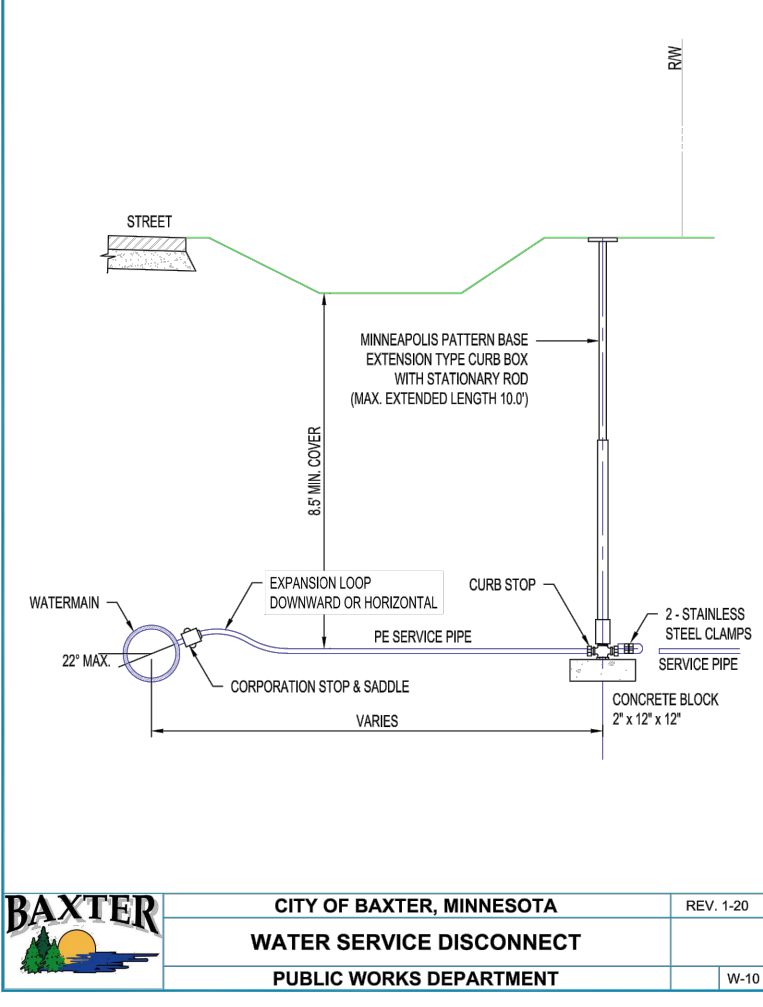 R/W
STREET
MINNEAPOLIS PATTERN BASE
EXTENSION TYPE CURB BOX
WITH STATIONARY ROD
(MAX. EXTENDED LENGTH 10.0')
8.5' MIN. COVER
EXPANSION LOOP
DOWNWARD OR HORIZONTAL
CURB STOP
WATERMAIN
2 - STAINLESS
STEEL CLAMPS
PE SERVICE PIPE
22° MAX.
SERVICE PIPE
CORPORATION STOP & SADDLE
CONCRETE BLOCK
2" x 12" x 12"
VARIES
BAXTER
CITY OF BAXTER, MINNESOTA
REV. 1-20
WATER SERVICE DISCONNECT
PUBLIC WORKS DEPARTMENT
W-10